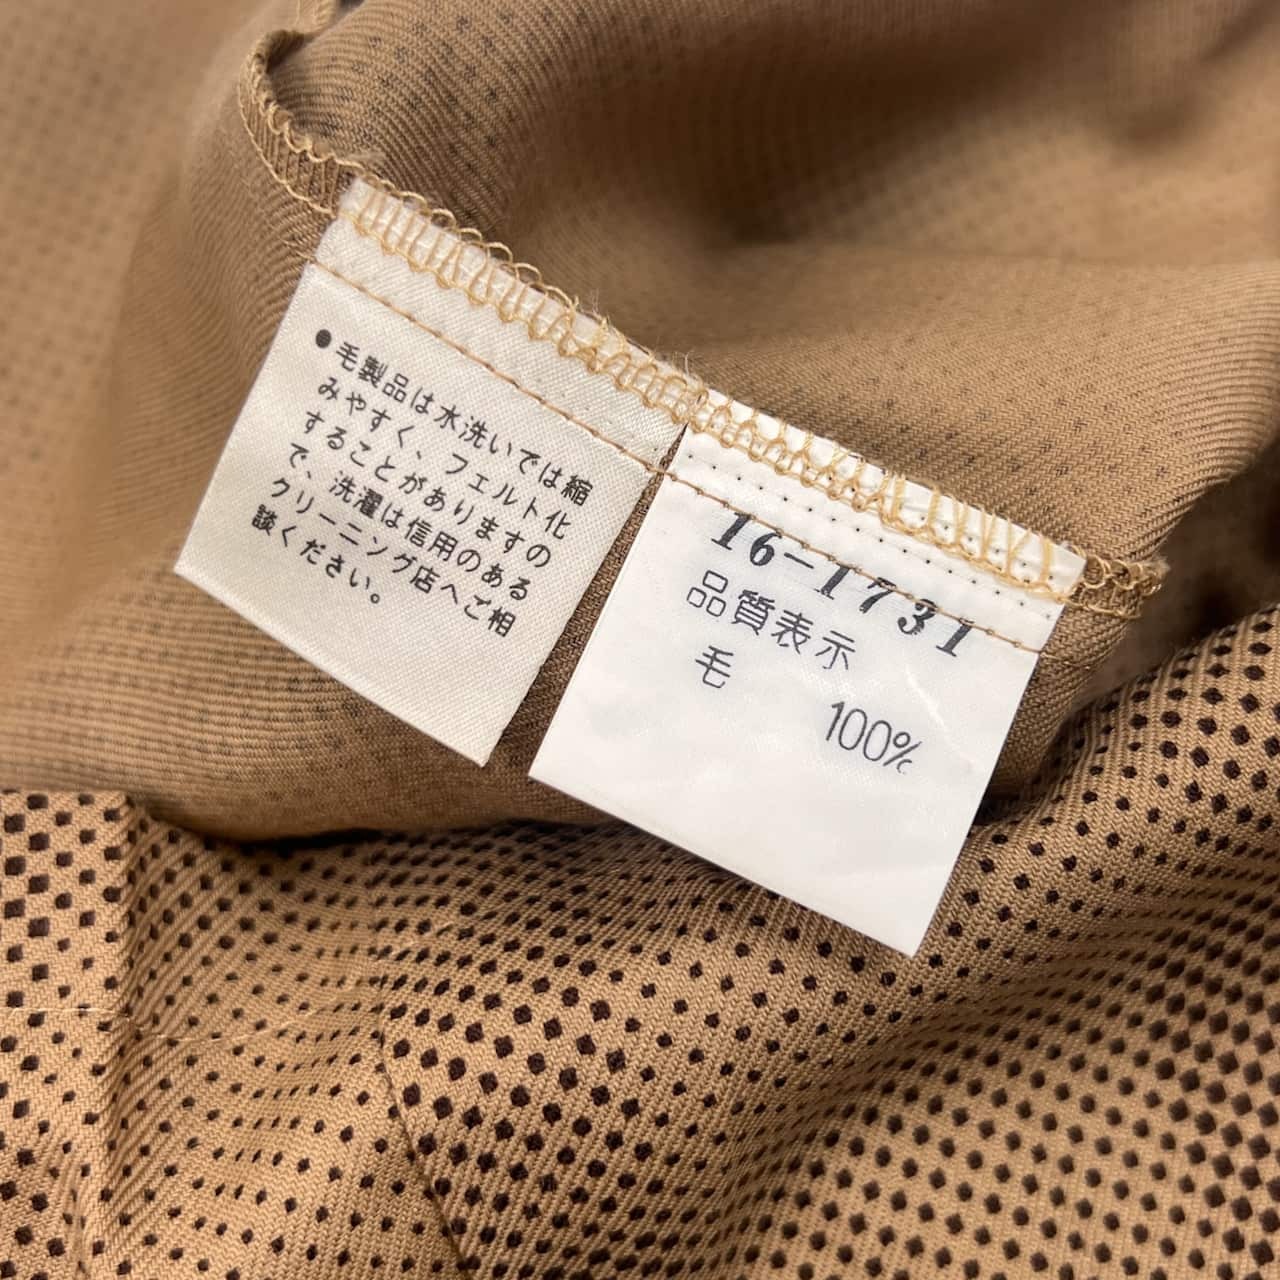 ●毛製品は水洗いでは縮
みやすく、フェルト化
することがありますの
で、洗濯は信用のある
クリーニング店へご相
談ください。
16-1731
品質表示
毛
100%